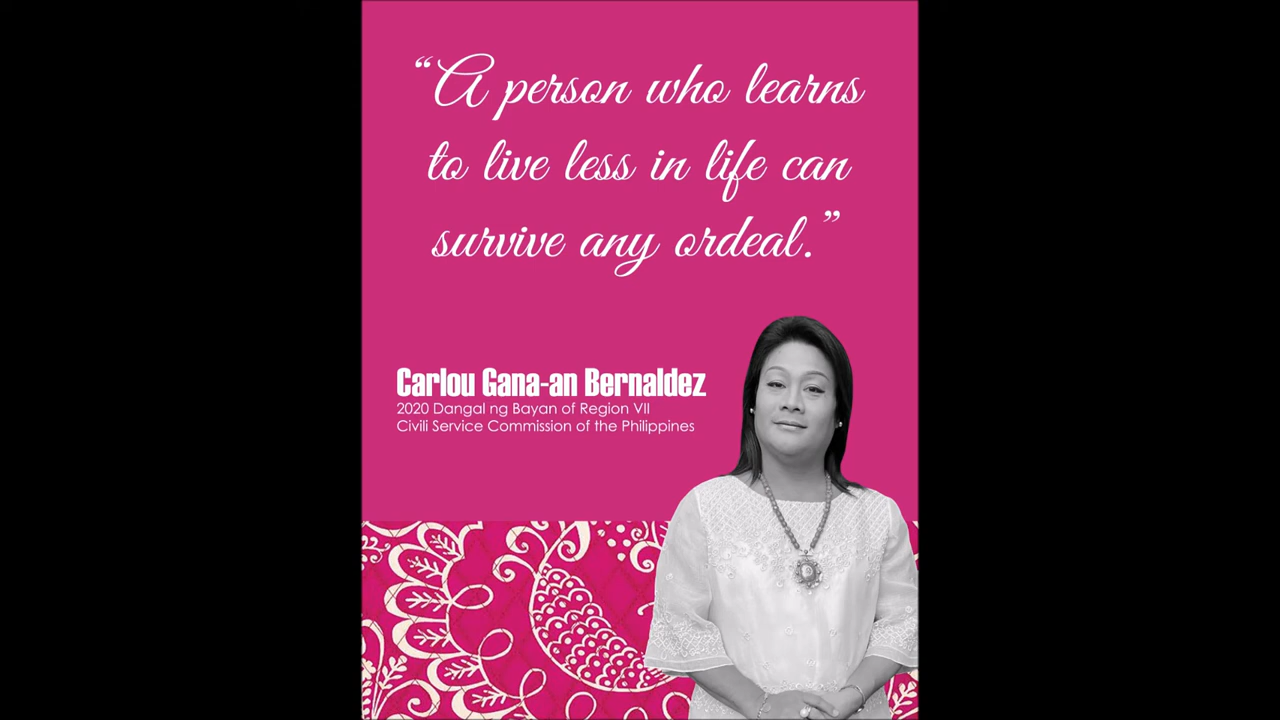 “A person who learns
to live less in life can
survive any ordeal.”
Carlou Gana-an Bernaldez
2020 Dangal ng Bayan of Region VII
Civili Service Commission of the Philippines